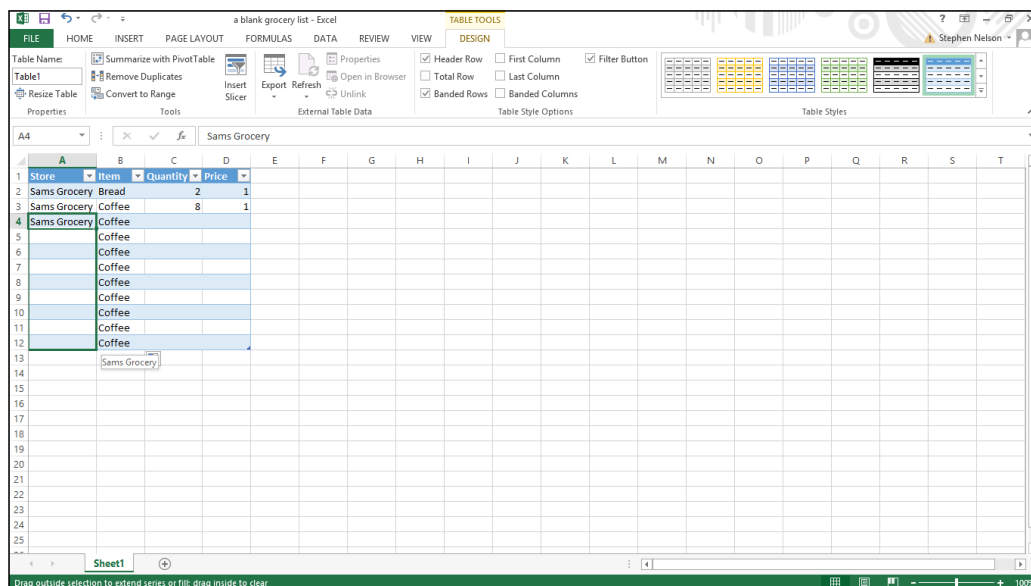 a blank grocery list - Excel TABLE TOOLS ?
FILE HOME INSERT PAGE LAYOUT FORMULAS DATA REVIEW VIEW DESIGN Stephen Nelson
Table Name: Summarize with PivotTable Properties Header Row First Column Filter Button
Table1 Remove Duplicates Insert Slicer Export Refresh Open in Browser Total Row Last Column
Resize Table Convert to Range Unlink Banded Rows Banded Columns
Properties Tools External Table Data Table Style Options Table Styles
A4 fx Sams Grocery
A B C D E F G H I J K L M N O P Q R S T
1 Store Item Quantity Price
2 Sams Grocery Bread 2 1
3 Sams Grocery Coffee 8 1
4 Sams Grocery Coffee
5 Coffee
6 Coffee
7 Coffee
8 Coffee
9 Coffee
10 Coffee
11 Coffee
12 Coffee
13 Sams Grocery
14
15
16
17
18
19
20
21
22
23
24
25
Sheet1
Drag outside selection to extend series or fill; drag inside to clear